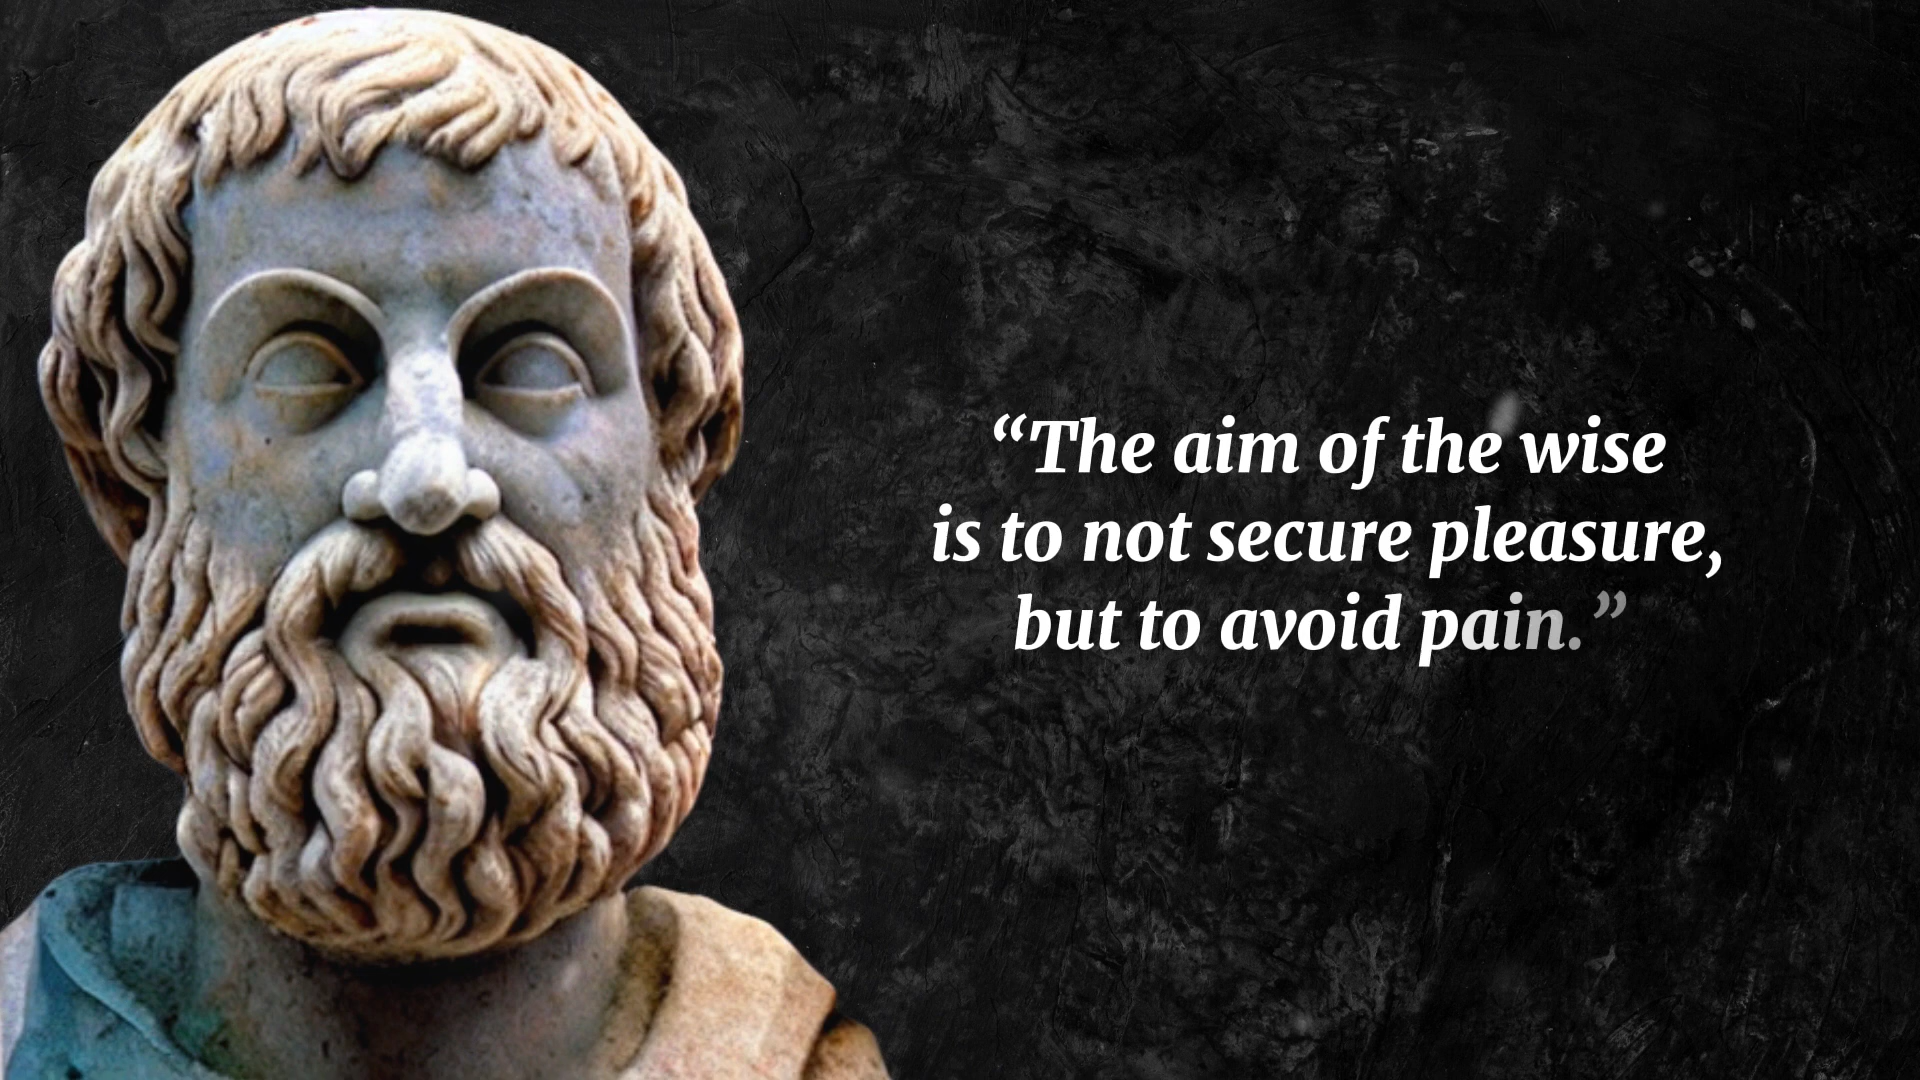 “The aim of the wise
is to not secure pleasure,
but to avoid pain.”